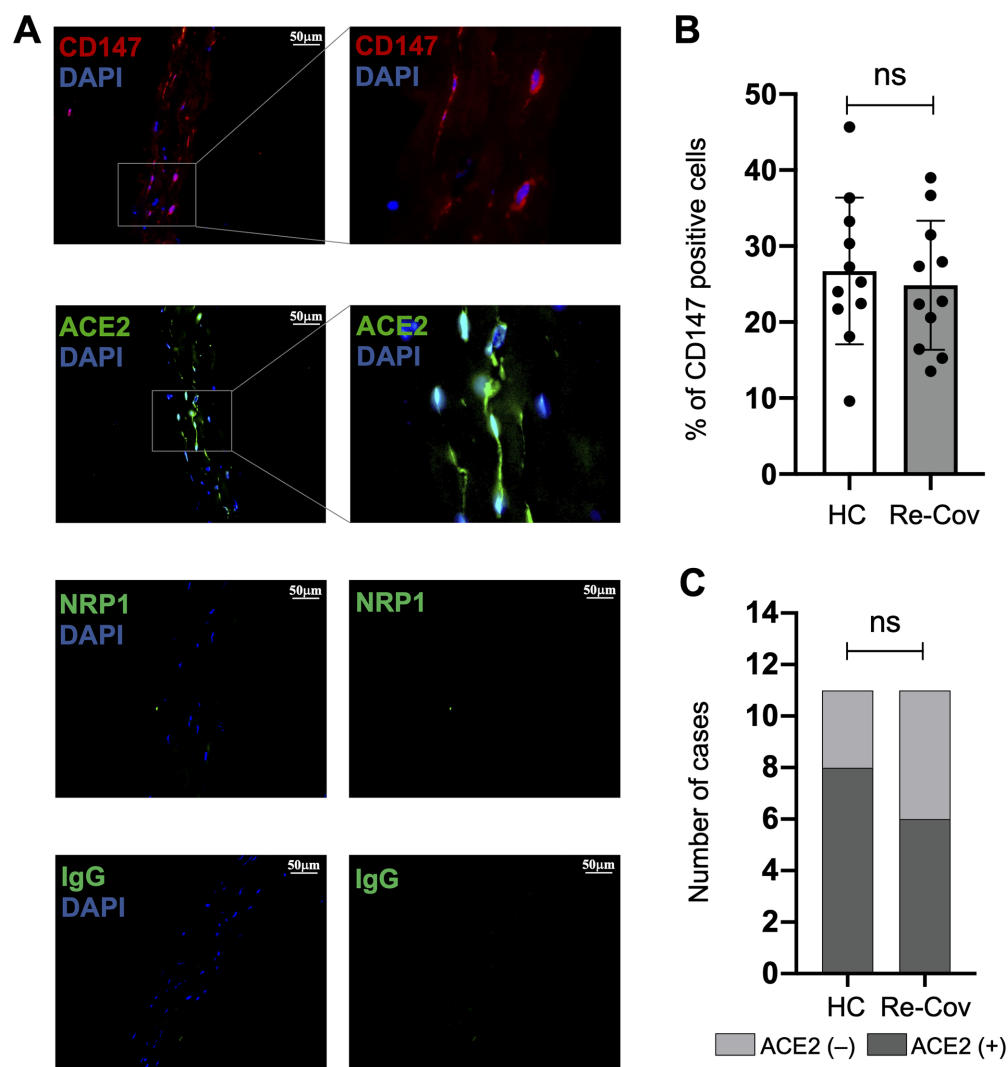 A
CD147
DAPI
50μm
CD147
DAPI
ACE2
DAPI
50μm
ACE2
DAPI
NRP1
DAPI
50μm
NRP1
50μm
IgG
DAPI
50μm
IgG
50μm
B
ns
% of CD147 positive cells
50
40
30
20
10
0
HC Re-Cov
C
ns
Number of cases
14
12
10
8
6
4
2
0
HC Re-Cov
ACE2 (–) ACE2 (+)